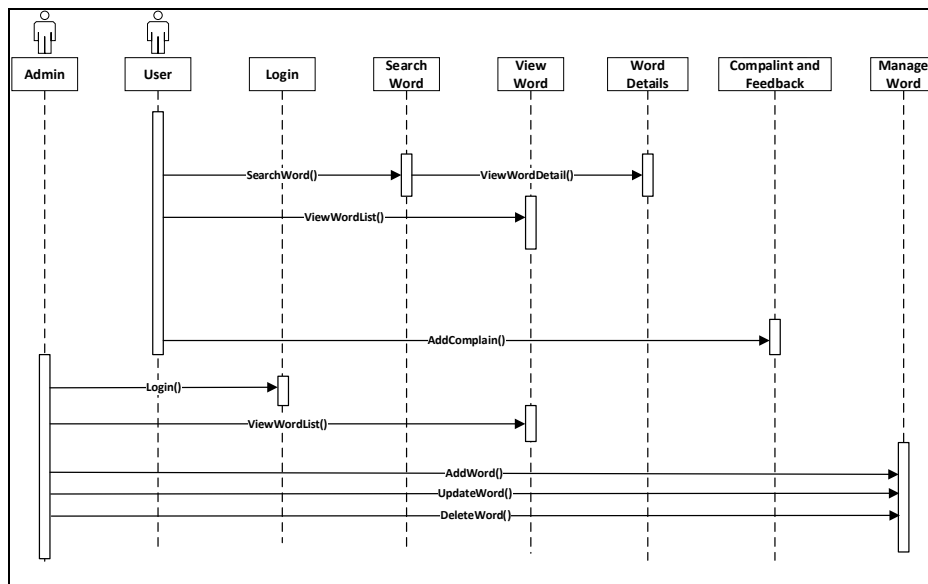 Admin
User
Login
Search
Word
View
Word
Word
Details
Compalint and
Feedback
Manage
Word
SearchWord()
ViewWordDetail()
ViewWordList()
AddComplain()
Login()
ViewWordList()
AddWord()
UpdateWord()
DeleteWord()